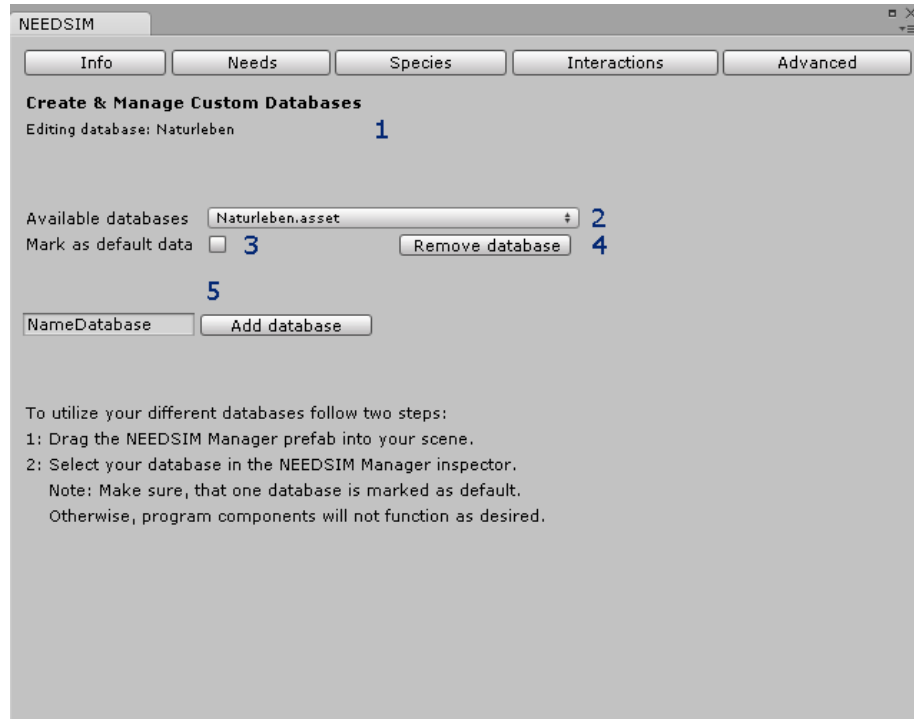 NEEDSIM
Info Needs Species Interactions Advanced
Create & Manage Custom Databases
Editing database: Naturleben 1
Available databases Naturleben.asset 2
Mark as default data 3 Remove database 4
5
NameDatabase Add database
To utilize your different databases follow two steps:
1: Drag the NEEDSIM Manager prefab into your scene.
2: Select your database in the NEEDSIM Manager inspector.
Note: Make sure, that one database is marked as default.
Otherwise, program components will not function as desired.